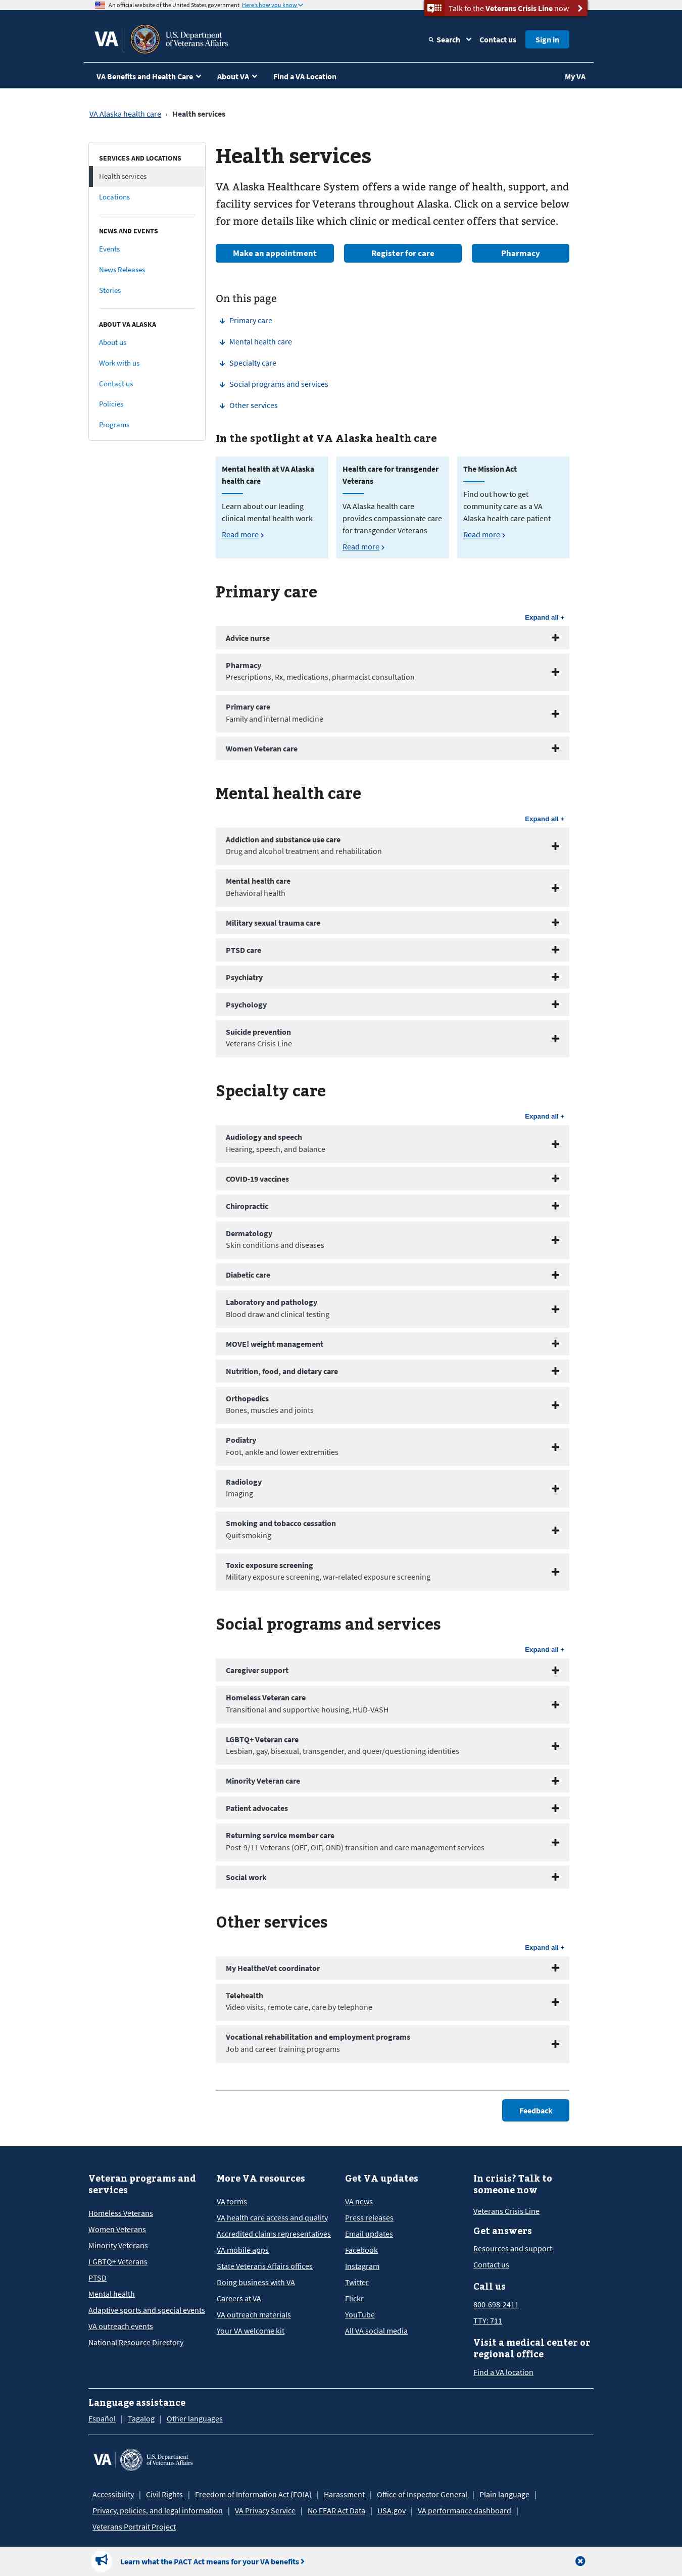 An official website of the United States government Here's how you know
Talk to the Veterans Crisis Line now
VA
U.S. Department
of Veterans Affairs
Search
Contact us
Sign in
VA Benefits and Health Care
About VA
Find a VA Location
My VA
VA Alaska health care › Health services
SERVICES AND LOCATIONS
Health services
Locations
NEWS AND EVENTS
Events
News Releases
Stories
ABOUT VA ALASKA
About us
Work with us
Contact us
Policies
Programs
Health services
VA Alaska Healthcare System offers a wide range of health, support, and
facility services for Veterans throughout Alaska. Click on a service below
for more details like which clinic or medical center offers that service.
Make an appointment
Register for care
Pharmacy
On this page
Primary care
Mental health care
Specialty care
Social programs and services
Other services
In the spotlight at VA Alaska health care
Mental health at VA Alaska
health care
Learn about our leading
clinical mental health work
Read more
Health care for transgender
Veterans
VA Alaska health care
provides compassionate care
for transgender Veterans
Read more
The Mission Act
Find out how to get
community care as a VA
Alaska health care patient
Read more
Primary care
Expand all +
Advice nurse
Pharmacy
Prescriptions, Rx, medications, pharmacist consultation
Primary care
Family and internal medicine
Women Veteran care
Mental health care
Expand all +
Addiction and substance use care
Drug and alcohol treatment and rehabilitation
Mental health care
Behavioral health
Military sexual trauma care
PTSD care
Psychiatry
Psychology
Suicide prevention
Veterans Crisis Line
Specialty care
Expand all +
Audiology and speech
Hearing, speech, and balance
COVID-19 vaccines
Chiropractic
Dermatology
Skin conditions and diseases
Diabetic care
Laboratory and pathology
Blood draw and clinical testing
MOVE! weight management
Nutrition, food, and dietary care
Orthopedics
Bones, muscles and joints
Podiatry
Foot, ankle and lower extremities
Radiology
Imaging
Smoking and tobacco cessation
Quit smoking
Toxic exposure screening
Military exposure screening, war-related exposure screening
Social programs and services
Expand all +
Caregiver support
Homeless Veteran care
Transitional and supportive housing, HUD-VASH
LGBTQ+ Veteran care
Lesbian, gay, bisexual, transgender, and queer/questioning identities
Minority Veteran care
Patient advocates
Returning service member care
Post-9/11 Veterans (OEF, OIF, OND) transition and care management services
Social work
Other services
Expand all +
My HealtheVet coordinator
Telehealth
Video visits, remote care, care by telephone
Vocational rehabilitation and employment programs
Job and career training programs
Feedback
Veteran programs and
services
Homeless Veterans
Women Veterans
Minority Veterans
LGBTQ+ Veterans
PTSD
Mental health
Adaptive sports and special events
VA outreach events
National Resource Directory
More VA resources
VA forms
VA health care access and quality
Accredited claims representatives
VA mobile apps
State Veterans Affairs offices
Doing business with VA
Careers at VA
VA outreach materials
Your VA welcome kit
Get VA updates
VA news
Press releases
Email updates
Facebook
Instagram
Twitter
Flickr
YouTube
All VA social media
In crisis? Talk to
someone now
Veterans Crisis Line
Get answers
Resources and support
Contact us
Call us
800-698-2411
TTY: 711
Visit a medical center or
regional office
Find a VA location
Language assistance
Español | Tagalog | Other languages
VA
U.S. Department
of Veterans Affairs
Accessibility | Civil Rights | Freedom of Information Act (FOIA) | Harassment | Office of Inspector General | Plain language |
Privacy, policies, and legal information | VA Privacy Service | No FEAR Act Data | USA.gov | VA performance dashboard |
Veterans Portrait Project
Learn what the PACT Act means for your VA benefits